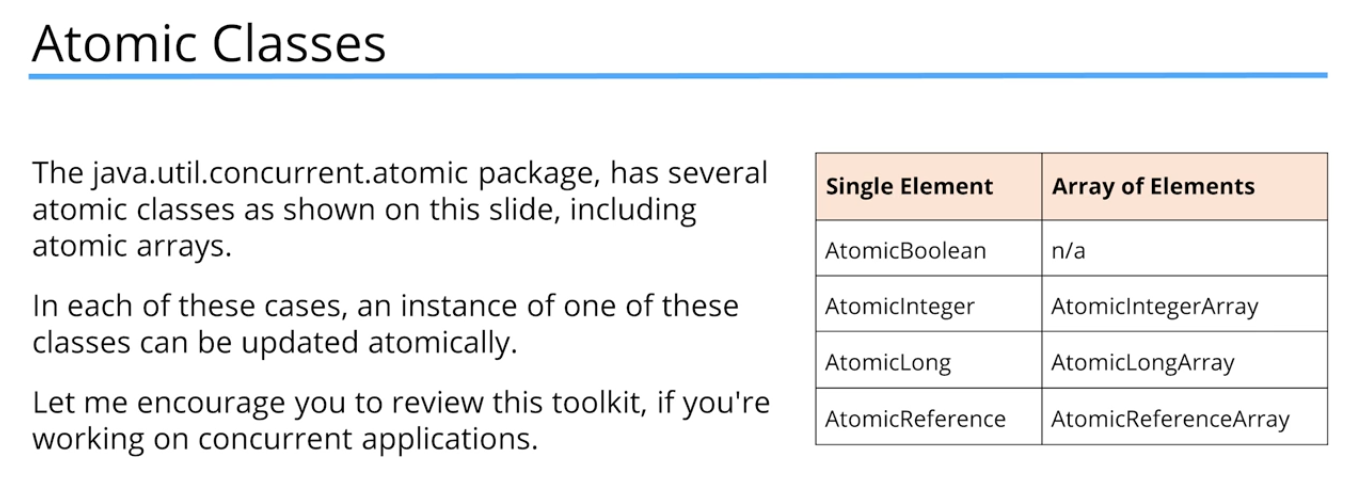 Atomic Classes
The java.util.concurrent.atomic package, has several
atomic classes as shown on this slide, including
atomic arrays.
In each of these cases, an instance of one of these
classes can be updated atomically.
Let me encourage you to review this toolkit, if you're
working on concurrent applications.
Single Element Array of Elements
AtomicBoolean n/a
AtomicInteger AtomicIntegerArray
AtomicLong AtomicLongArray
AtomicReference AtomicReferenceArray